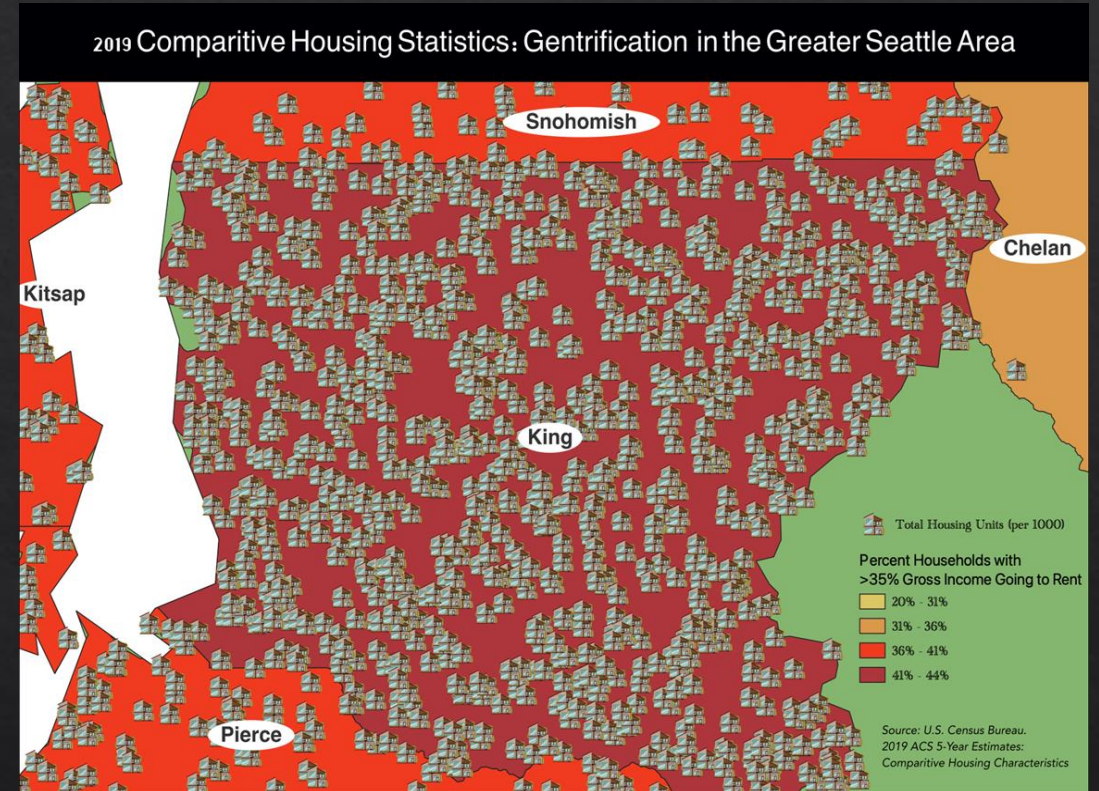 2019 Comparitive Housing Statistics: Gentrification in the Greater Seattle Area
Snohomish
Chelan
Kitsap
King
Pierce
Total Housing Units (per 1000)
Percent Households with
>35% Gross Income Going to Rent
20% - 31%
31% - 36%
36% - 41%
41% - 44%
Source: U.S. Census Bureau.
2019 ACS 5-Year Estimates:
Comparitive Housing Characteristics